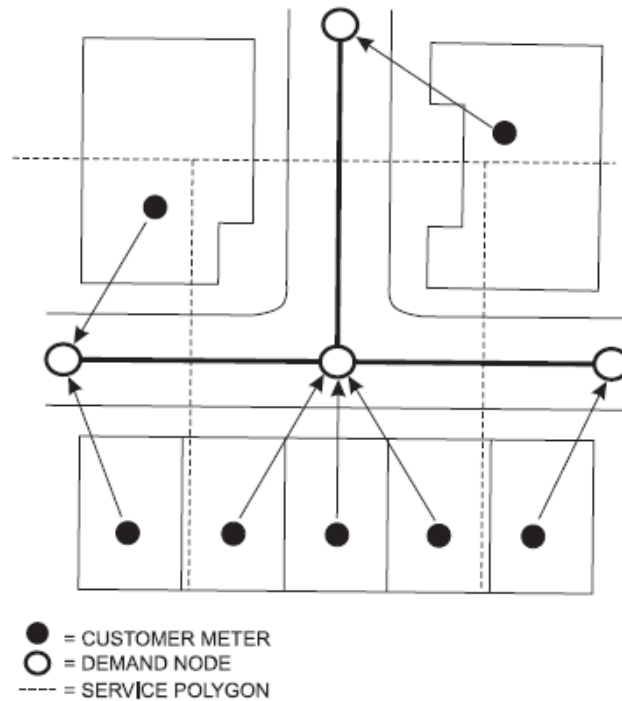 = CUSTOMER METER
= DEMAND NODE
= SERVICE POLYGON